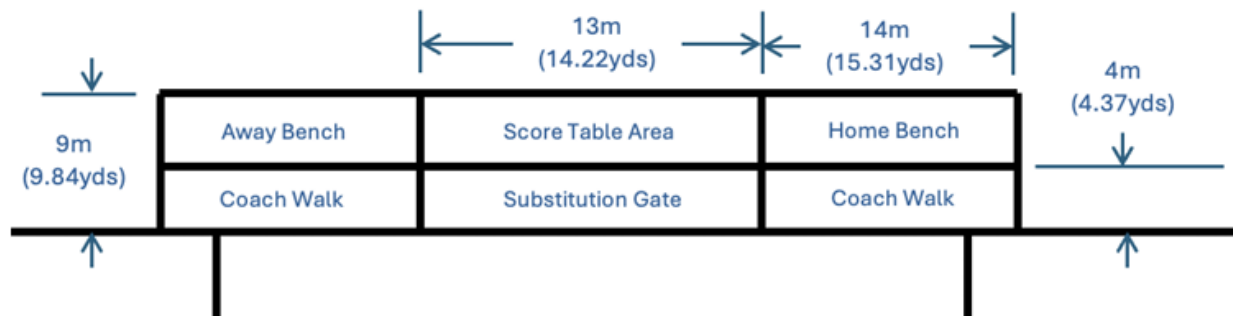 13m
(14.22yds)
14m
(15.31yds)
4m
(4.37yds)
Away Bench
Score Table Area
Home Bench
9m
(9.84yds)
Coach Walk
Substitution Gate
Coach Walk